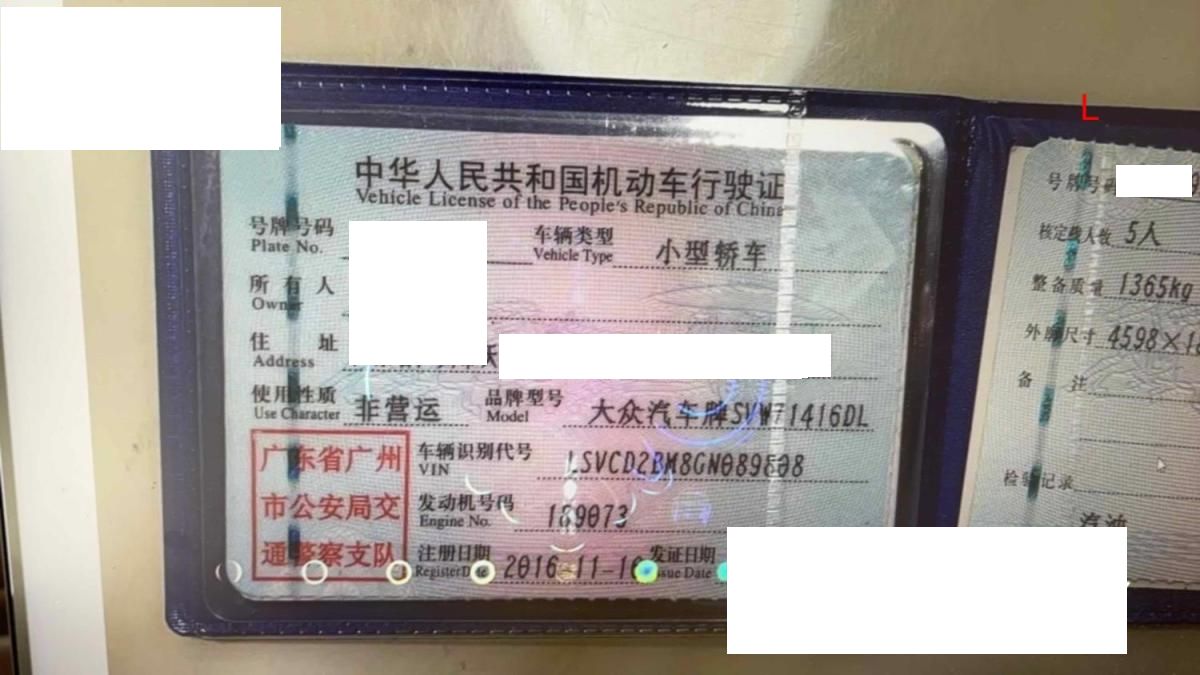 中华人民共和国机动车行驶证
Vehicle License of the People's Republic of China
号牌号码
Plate No.
车辆类型
Vehicle Type
小型轿车
所有人
Owner
住址
Address
使用性质
Use Character
非营运
品牌型号
Model
大众汽车牌SVW71416DL
广东省广州
市公安局交
通警察支队
车辆识别代号
VIN
发动机号码
Engine No.
189073
注册日期
Register Date
2016-11-1
发证日期
Issue Date
L
号牌号码
核定载人数 5人
整备质量 1365kg
外廓尺寸 4598×18
备注
检验记录
汽油